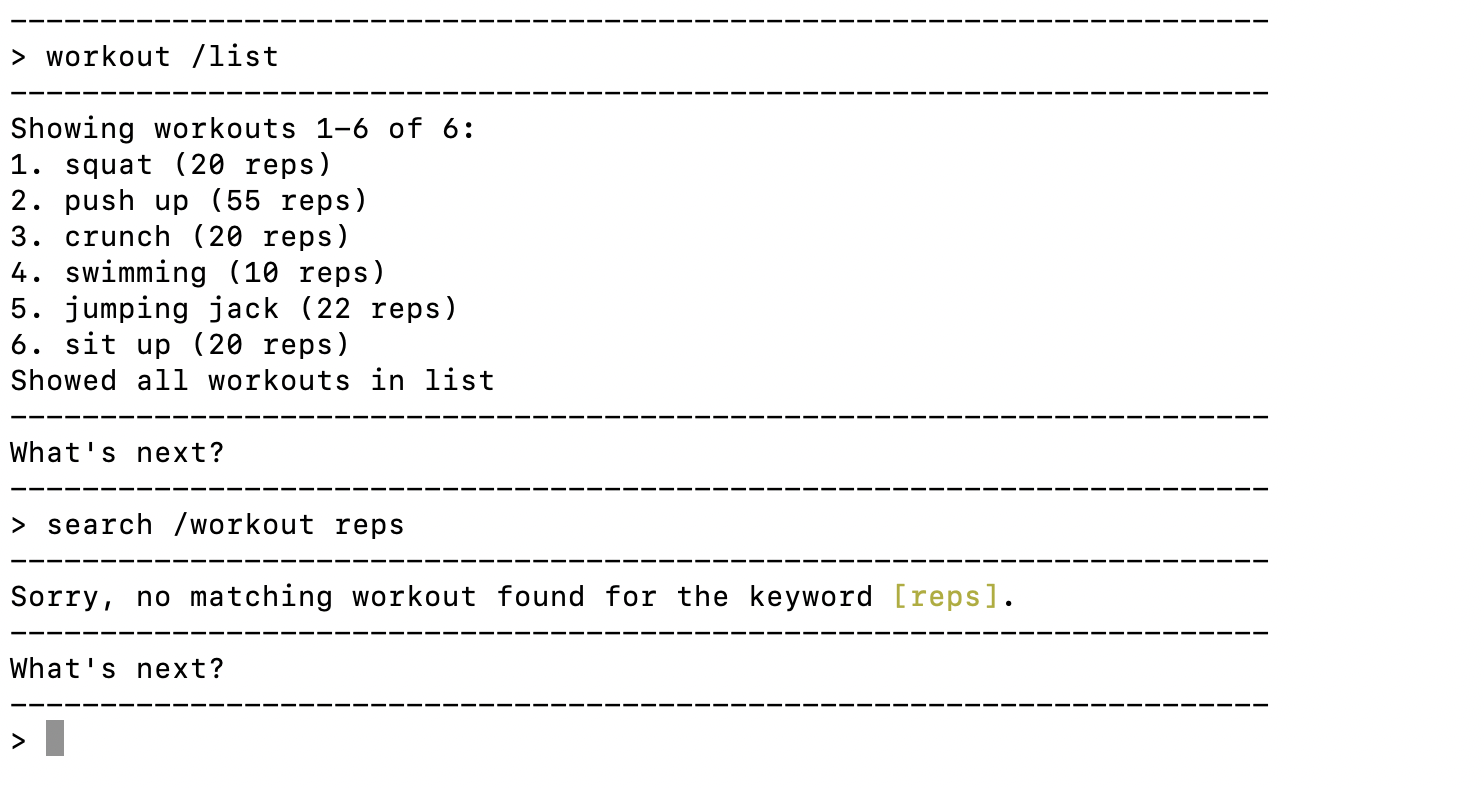 ----------------------------------------------------------------------
> workout /list
----------------------------------------------------------------------
Showing workouts 1-6 of 6:
1. squat (20 reps)
2. push up (55 reps)
3. crunch (20 reps)
4. swimming (10 reps)
5. jumping jack (22 reps)
6. sit up (20 reps)
Showed all workouts in list
----------------------------------------------------------------------
What's next?
----------------------------------------------------------------------
> search /workout reps
----------------------------------------------------------------------
Sorry, no matching workout found for the keyword [reps].
----------------------------------------------------------------------
What's next?
----------------------------------------------------------------------
>